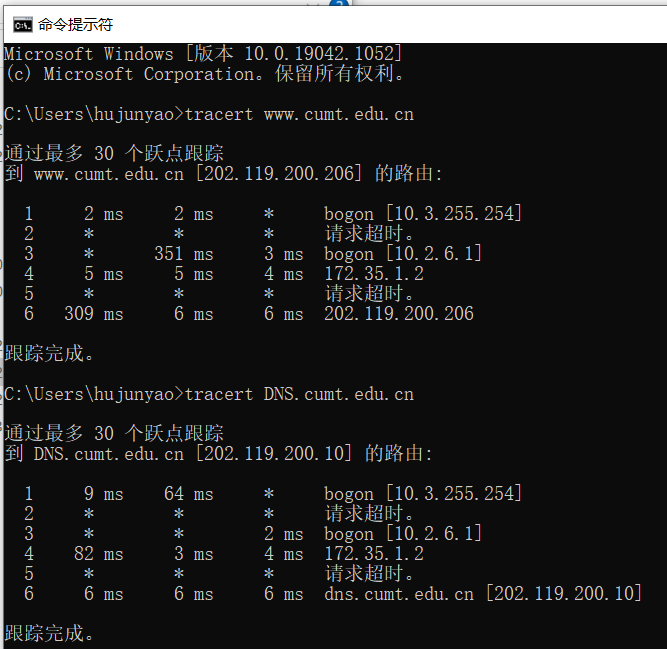 命令提示符
Microsoft Windows [版本 10.0.19042.1052]
(c) Microsoft Corporation。保留所有权利。
C:\Users\hujunyao>tracert www.cumt.edu.cn
通过最多 30 个跃点跟踪
到 www.cumt.edu.cn [202.119.200.206] 的路由:
1 2 ms 2 ms * bogon [10.3.255.254]
2 * * * 请求超时。
3 * 351 ms 3 ms bogon [10.2.6.1]
4 5 ms 5 ms 4 ms 172.35.1.2
5 * * * 请求超时。
6 309 ms 6 ms 6 ms 202.119.200.206
跟踪完成。
C:\Users\hujunyao>tracert DNS.cumt.edu.cn
通过最多 30 个跃点跟踪
到 DNS.cumt.edu.cn [202.119.200.10] 的路由:
1 9 ms 64 ms * bogon [10.3.255.254]
2 * * * 请求超时。
3 * * 2 ms bogon [10.2.6.1]
4 82 ms 3 ms 4 ms 172.35.1.2
5 * * * 请求超时。
6 6 ms 6 ms 6 ms dns.cumt.edu.cn [202.119.200.10]
跟踪完成。